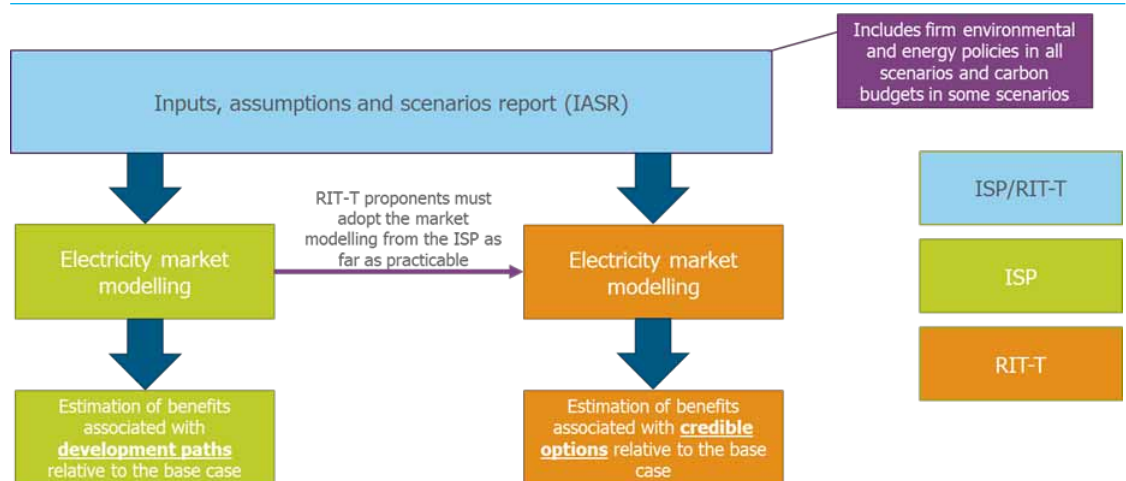 Includes firm environmental
and energy policies in all
scenarios and carbon
budgets in some scenarios
Inputs, assumptions and scenarios report (IASR)
RIT-T proponents must
adopt the market
modelling from the ISP as
far as practicable
Electricity market
modelling
Electricity market
modelling
Estimation of benefits
associated with
development paths
relative to the base case
Estimation of benefits
associated with credible
options relative to the base
case
ISP/RIT-T
ISP
RIT-T